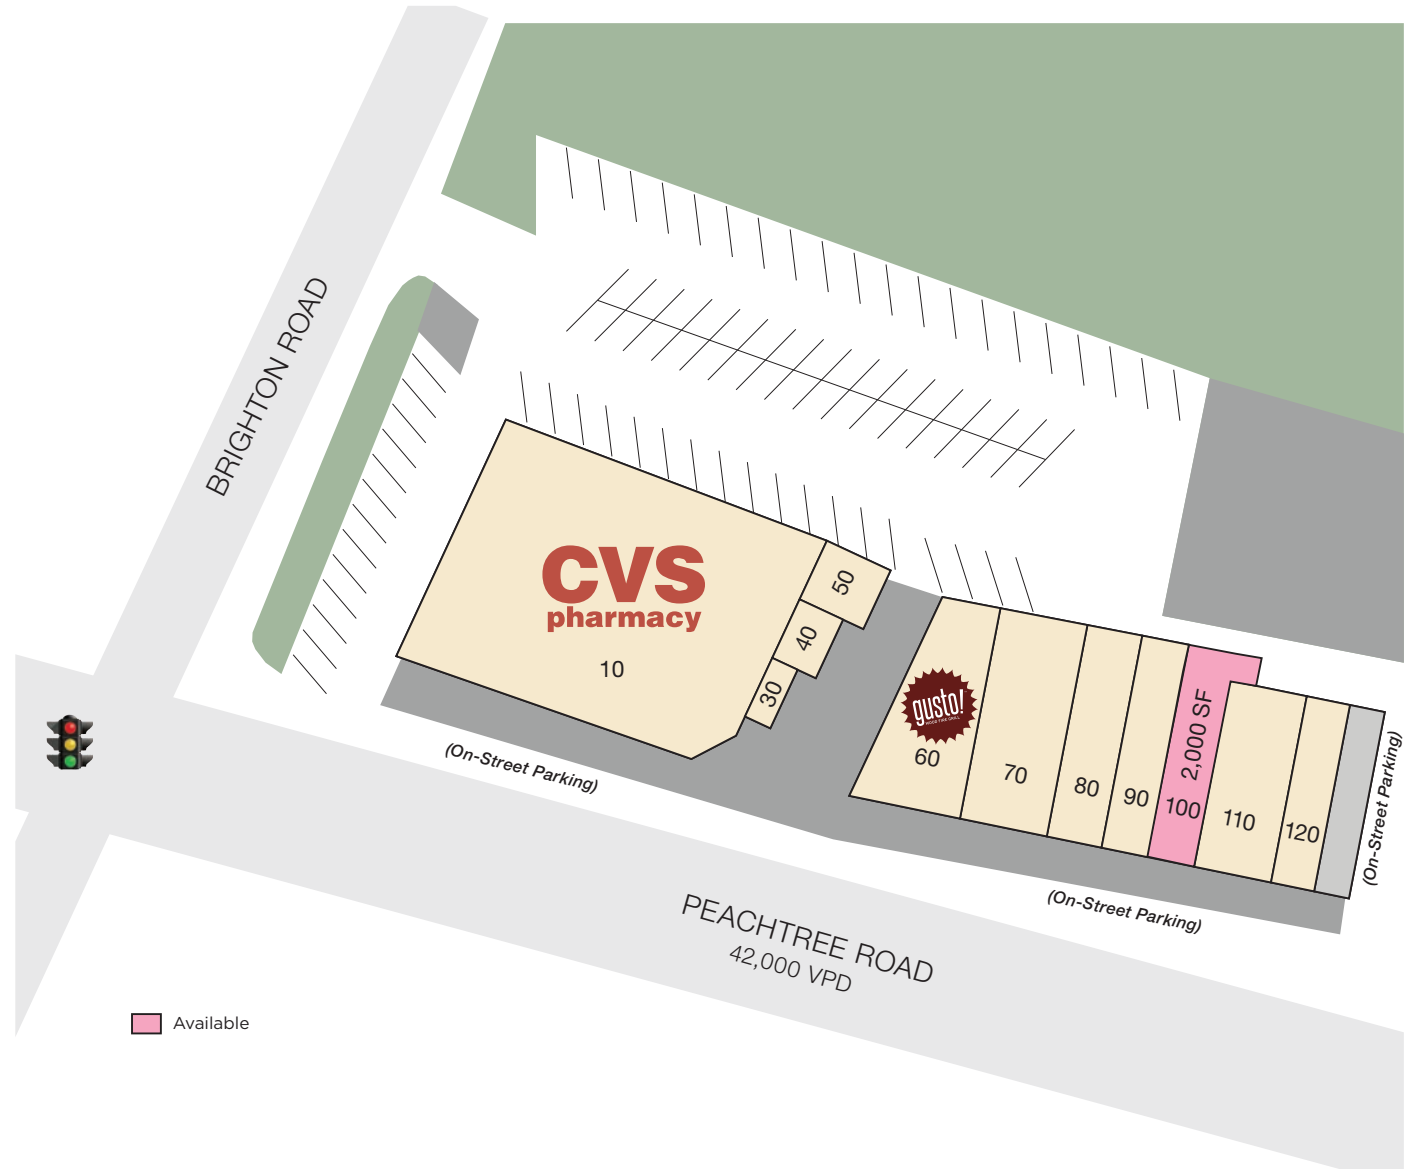 BRIGHTON ROAD
CVS
pharmacy
10
50
40
30
gusto!
60
70
80
90
2,000 SF
100
110
120
(On-Street Parking)
(On-Street Parking)
(On-Street Parking)
PEACHTREE ROAD
42,000 VPD
Available